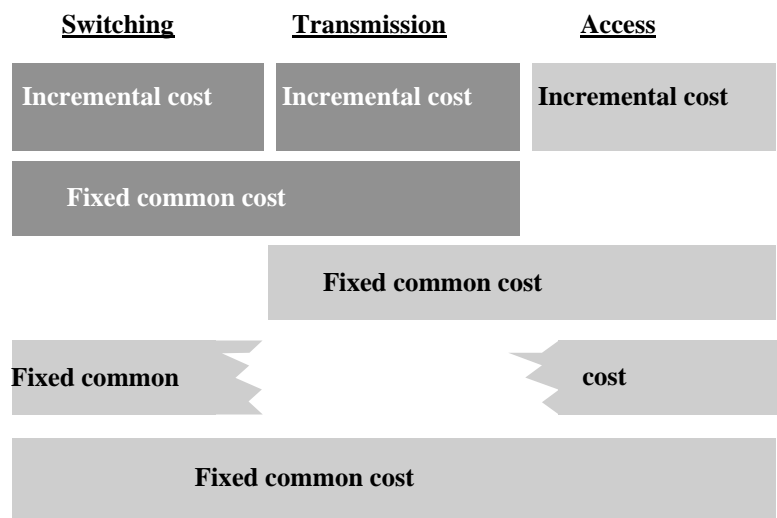 Switching Transmission Access
Incremental cost Incremental cost Incremental cost
Fixed common cost
Fixed common cost
Fixed common cost
Fixed common cost